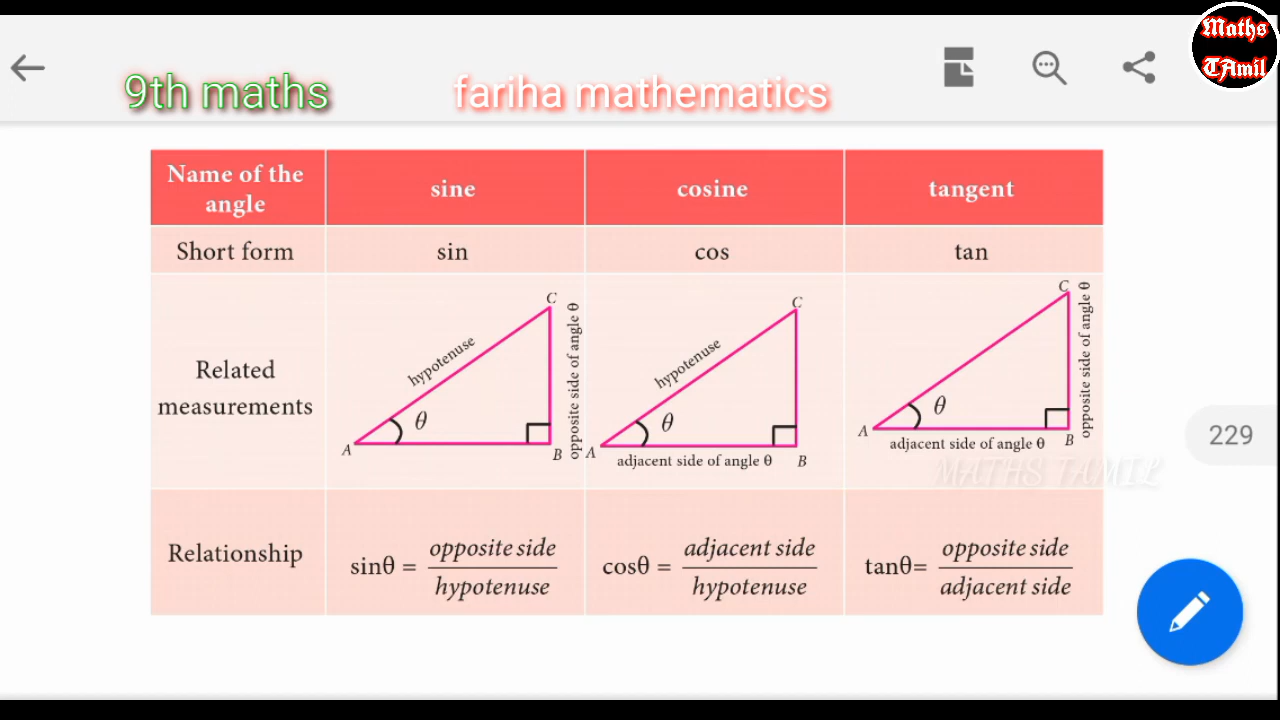 Maths
TAmil
9th maths
fariha mathematics
Name of the
angle
sine
cosine
tangent
Short form
sin
cos
tan
Related
measurements
C
hypotenuse
opposite side of angle θ
θ
A
B
C
hypotenuse
θ
A
adjacent side of angle θ
B
C
opposite side of angle θ
θ
A
adjacent side of angle θ
B
229
MATHS TAMIL
Relationship
sinθ = opposite side / hypotenuse
cosθ = adjacent side / hypotenuse
tanθ= opposite side / adjacent side